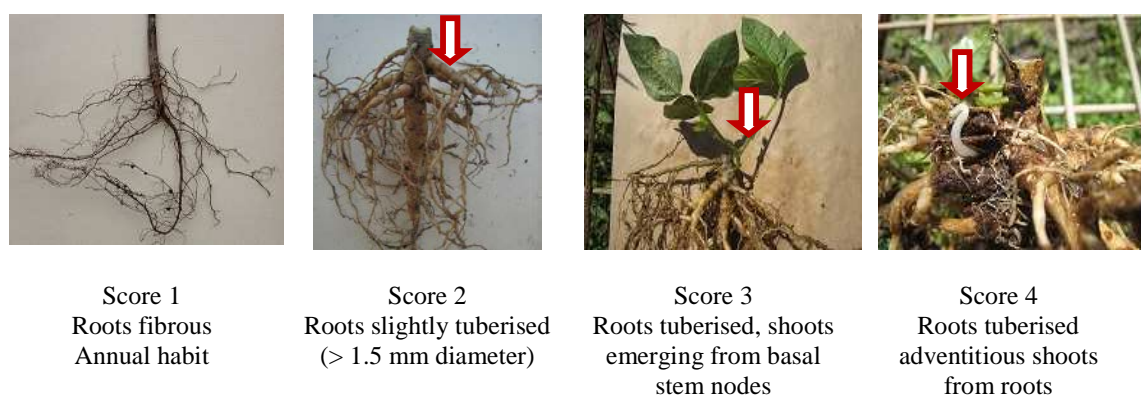 Score 1
Roots fibrous
Annual habit
Score 2
Roots slightly tuberised
(> 1.5 mm diameter)
Score 3
Roots tuberised, shoots
emerging from basal
stem nodes
Score 4
Roots tuberised
adventitious shoots
from roots